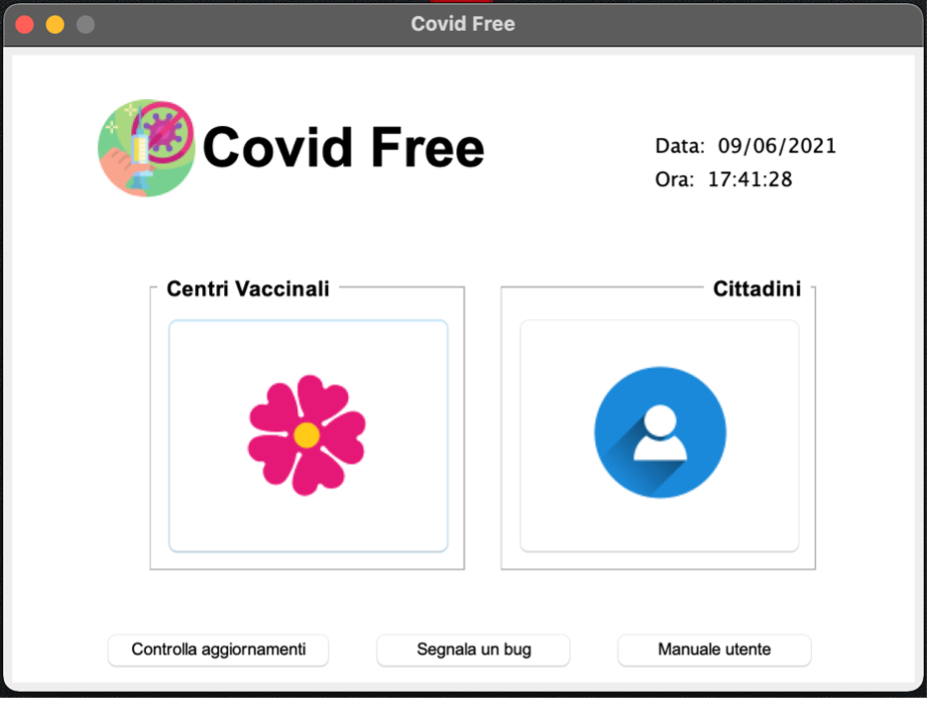 Covid Free
Covid Free
Data: 09/06/2021
Ora: 17:41:28
Centri Vaccinali
Cittadini
Controlla aggiornamenti
Segnala un bug
Manuale utente